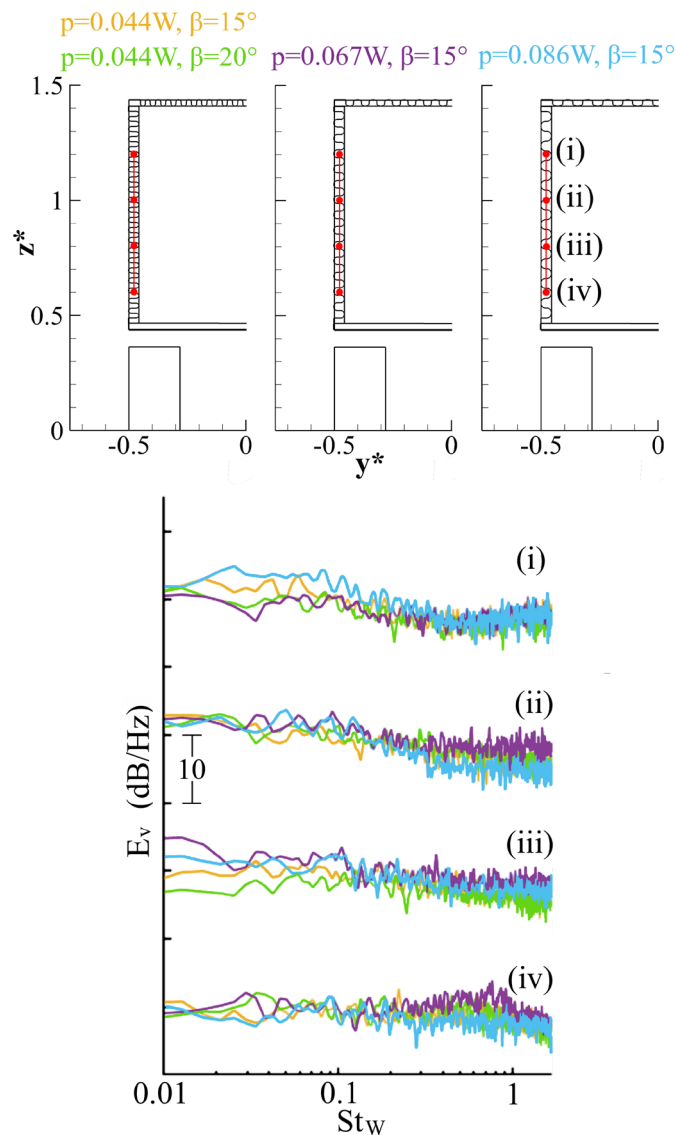 p=0.044W, β=15°
p=0.044W, β=20° p=0.067W, β=15° p=0.086W, β=15°
1.5
(i)
1 (ii)
z*
(iii)
(iv)
0.5
0
-0.5 0 -0.5 0 -0.5 0
y*
(i)
(ii)
10
E_v (dB/Hz)
(iii)
(iv)
0.01 0.1 1
St_W